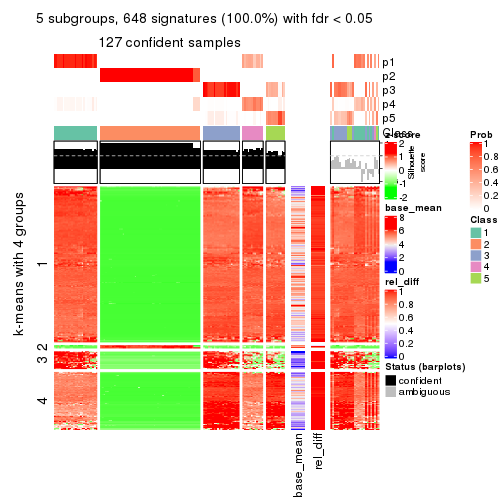 5 subgroups, 648 signatures (100.0%) with fdr < 0.05
127 confident samples
p1
p2
p3
p4
p5
Class
z-score
2
1
0
-1
-2
Silhouette
score
k-means with 4 groups
1
2
3
4
base_mean
8
6
4
2
0
rel_diff
1
0.8
0.6
0.4
0.2
0
Status (barplots)
confident
ambiguous
Prob
1
0.8
0.6
0.4
0.2
0
Class
1
2
3
4
5
base_mean
rel_diff